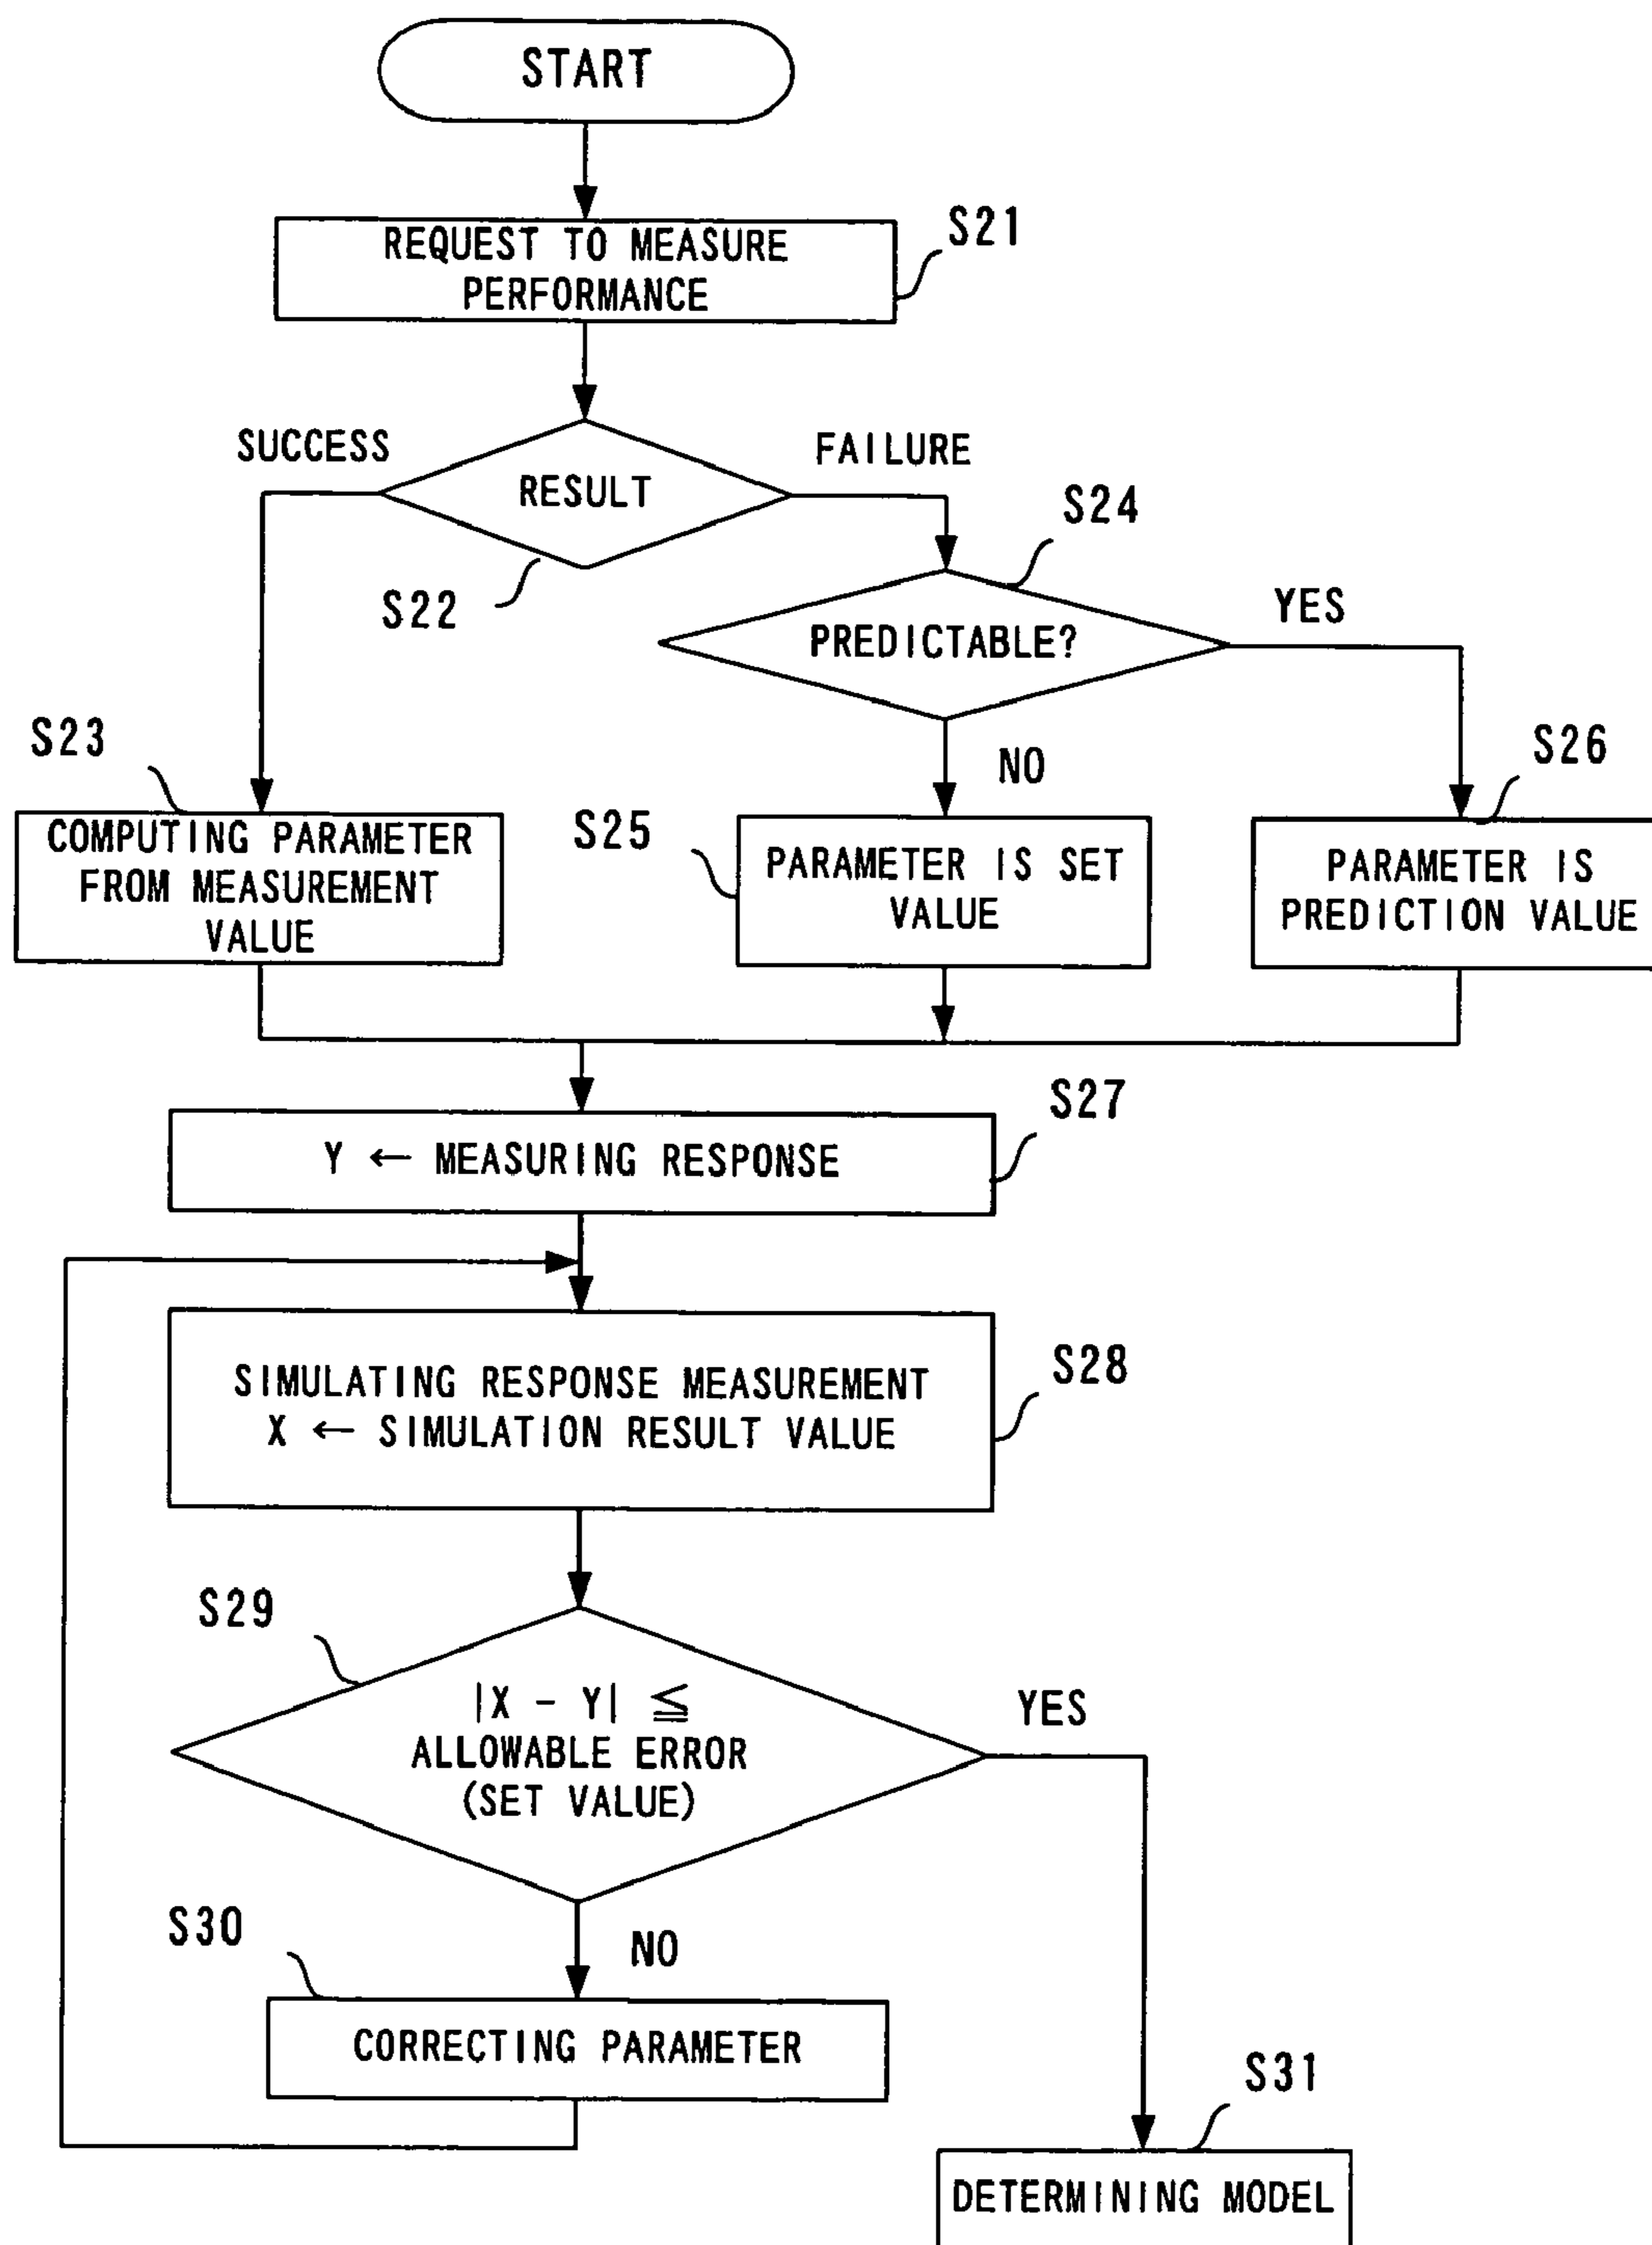 START
REQUEST TO MEASURE
PERFORMANCE
S21
SUCCESS
FAILURE
RESULT
S22
S24
PREDICTABLE?
YES
NO
S23
COMPUTING PARAMETER
FROM MEASUREMENT
VALUE
S25
PARAMETER IS SET
VALUE
S26
PARAMETER IS
PREDICTION VALUE
S27
Y ← MEASURING RESPONSE
S28
SIMULATING RESPONSE MEASUREMENT
X ← SIMULATION RESULT VALUE
S29
|X - Y| ≦
ALLOWABLE ERROR
(SET VALUE)
YES
NO
S30
CORRECTING PARAMETER
S31
DETERMINING MODEL